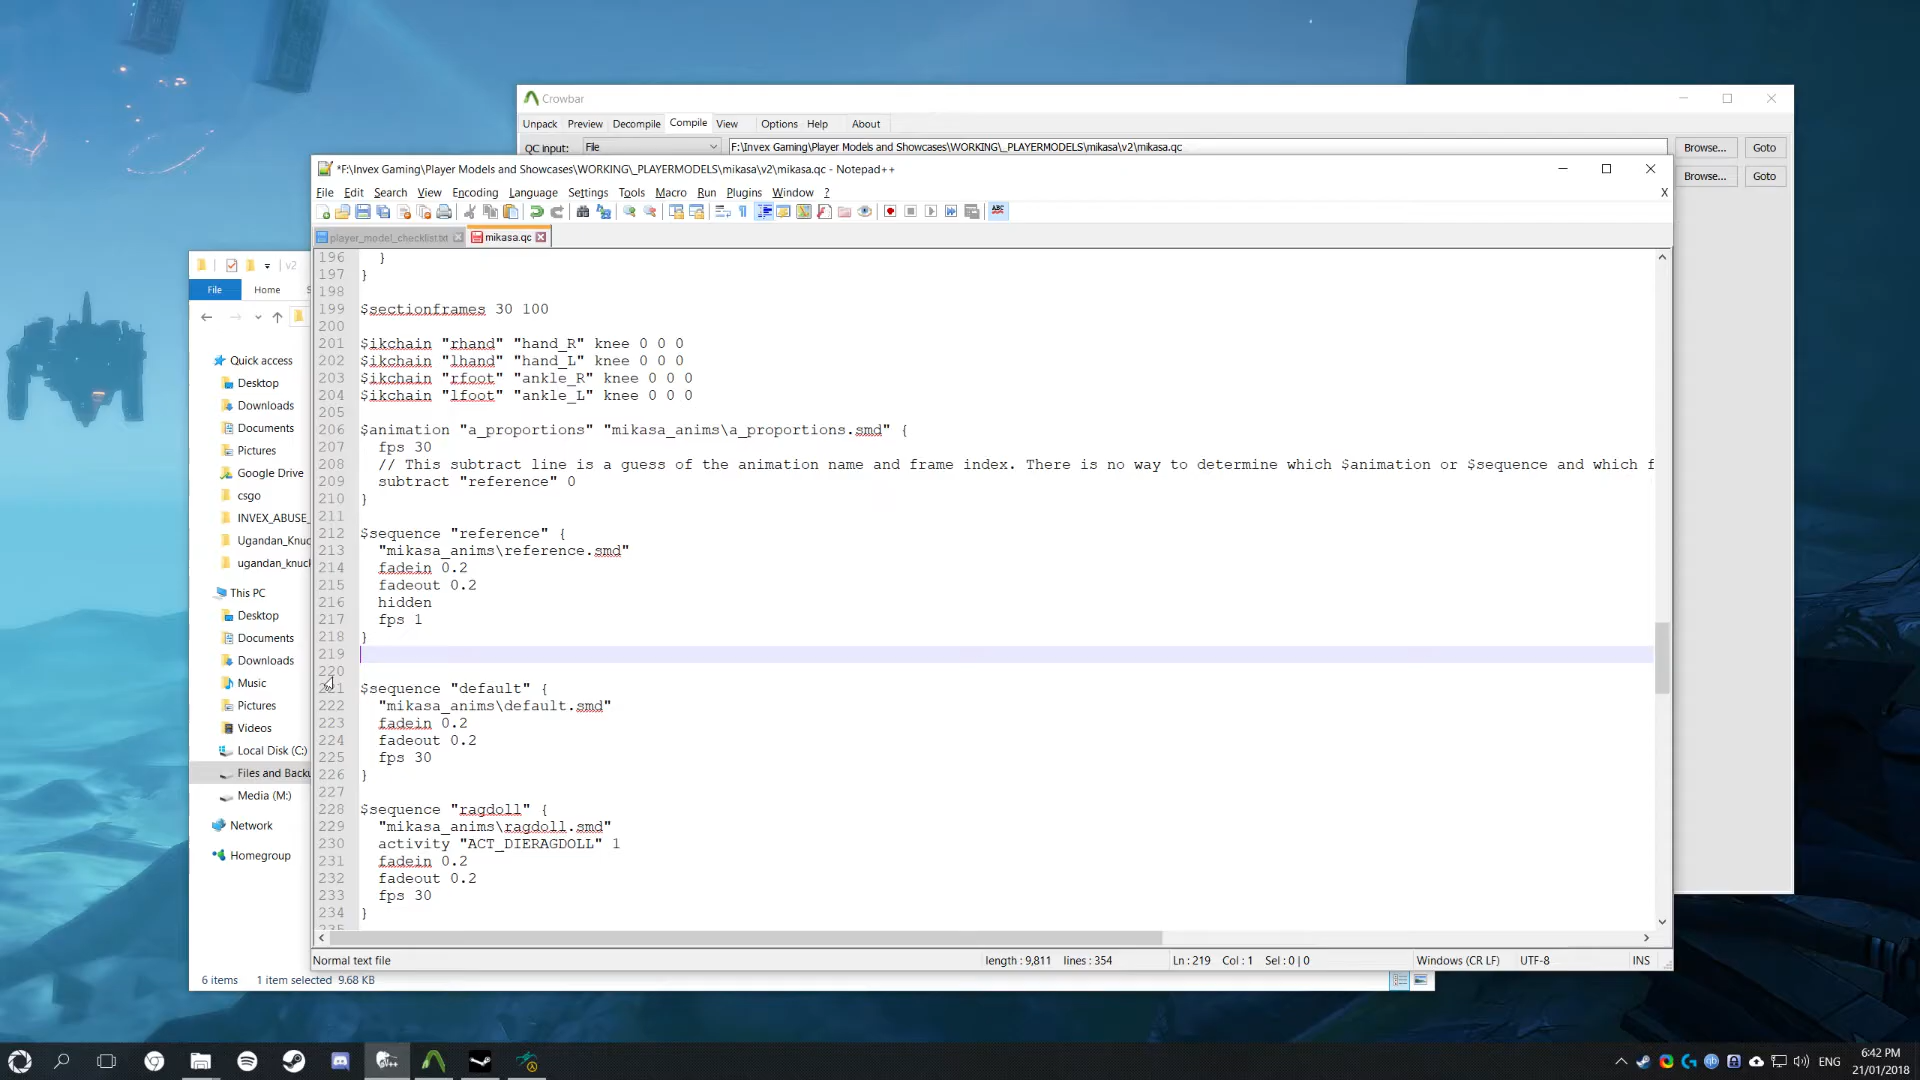 Crowbar
Unpack Preview Decompile Compile View Options Help About
QC input: File F:\Invex Gaming\Player Models and Showcases\WORKING\_PLAYERMODELS\mikasa\v2\mikasa.qc Browse... Goto
Browse... Goto
*F:\Invex Gaming\Player Models and Showcases\WORKING\_PLAYERMODELS\mikasa\v2\mikasa.qc - Notepad++
File Edit Search View Encoding Language Settings Tools Macro Run Plugins Window ? X
player_model_checklist.txt mikasa.qc
196 }
197 }
198
199 $sectionframes 30 100
200
201 $ikchain "rhand" "hand_R" knee 0 0 0
202 $ikchain "lhand" "hand_L" knee 0 0 0
203 $ikchain "rfoot" "ankle_R" knee 0 0 0
204 $ikchain "lfoot" "ankle_L" knee 0 0 0
205
206 $animation "a_proportions" "mikasa_anims\a_proportions.smd" {
207 fps 30
208 // This subtract line is a guess of the animation name and frame index. There is no way to determine which $animation or $sequence and which f
209 subtract "reference" 0
210 }
211
212 $sequence "reference" {
213 "mikasa_anims\reference.smd"
214 fadein 0.2
215 fadeout 0.2
216 hidden
217 fps 1
218 }
219
220
221 $sequence "default" {
222 "mikasa_anims\default.smd"
223 fadein 0.2
224 fadeout 0.2
225 fps 30
226 }
227
228 $sequence "ragdoll" {
229 "mikasa_anims\ragdoll.smd"
230 activity "ACT_DIERAGDOLL" 1
231 fadein 0.2
232 fadeout 0.2
233 fps 30
234 }
235
Normal text file length : 9,811 lines : 354 Ln : 219 Col : 1 Sel : 0 | 0 Windows (CR LF) UTF-8 INS
v2
File Home
Quick access
Desktop
Downloads
Documents
Pictures
Google Drive
csgo
INVEX_ABUSE_
Ugandan_Knuc
ugandan_knuc
This PC
Desktop
Documents
Downloads
Music
Pictures
Videos
Local Disk (C:)
Files and Backu
Media (M:)
Network
Homegroup
6 items 1 item selected 9.68 KB
ENG
6:42 PM
21/01/2018